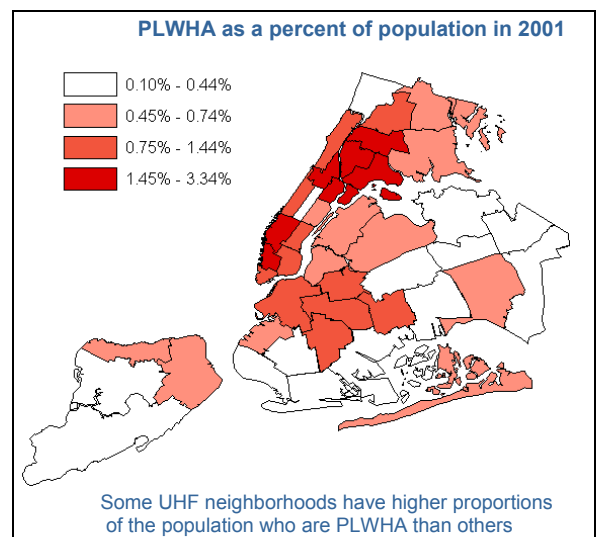 PLWHA as a percent of population in 2001
0.10% - 0.44%
0.45% - 0.74%
0.75% - 1.44%
1.45% - 3.34%
Some UHF neighborhoods have higher proportions
of the population who are PLWHA than others